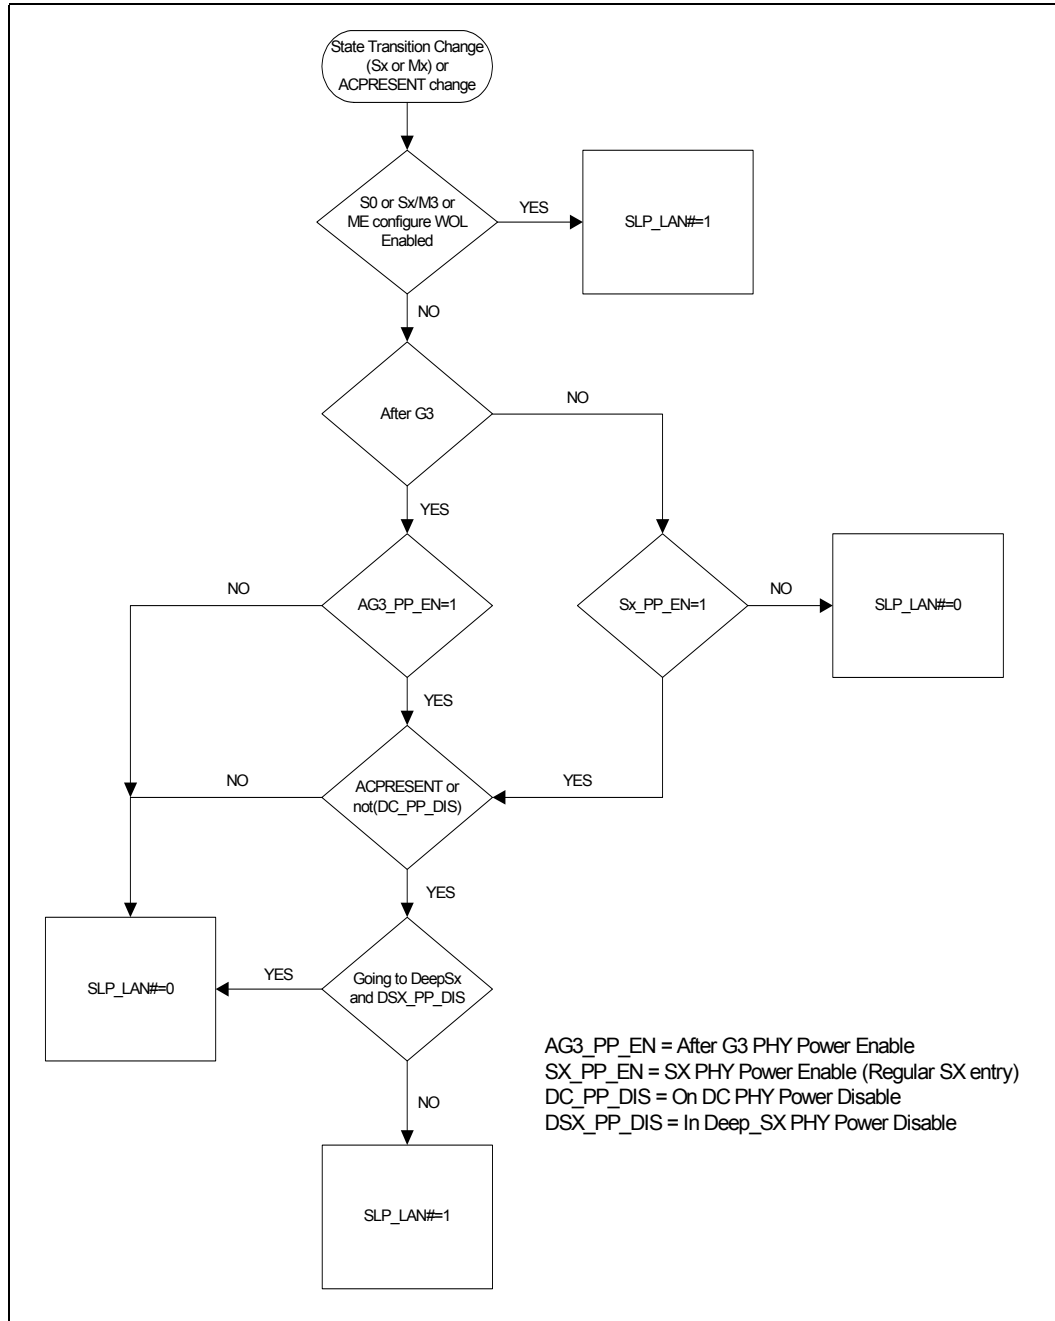 State Transition Change
(Sx or Mx) or
ACPRESENT change
S0 or Sx/M3 or
ME configure WOL
Enabled
YES
SLP_LAN#=1
NO
After G3
NO
YES
AG3_PP_EN=1
NO
Sx_PP_EN=1
NO
SLP_LAN#=0
YES
ACPRESENT or
not(DC_PP_DIS)
NO
YES
YES
Going to DeepSx
and DSX_PP_DIS
YES
SLP_LAN#=0
NO
SLP_LAN#=1
AG3_PP_EN = After G3 PHY Power Enable
SX_PP_EN = SX PHY Power Enable (Regular SX entry)
DC_PP_DIS = On DC PHY Power Disable
DSX_PP_DIS = In Deep_SX PHY Power Disable